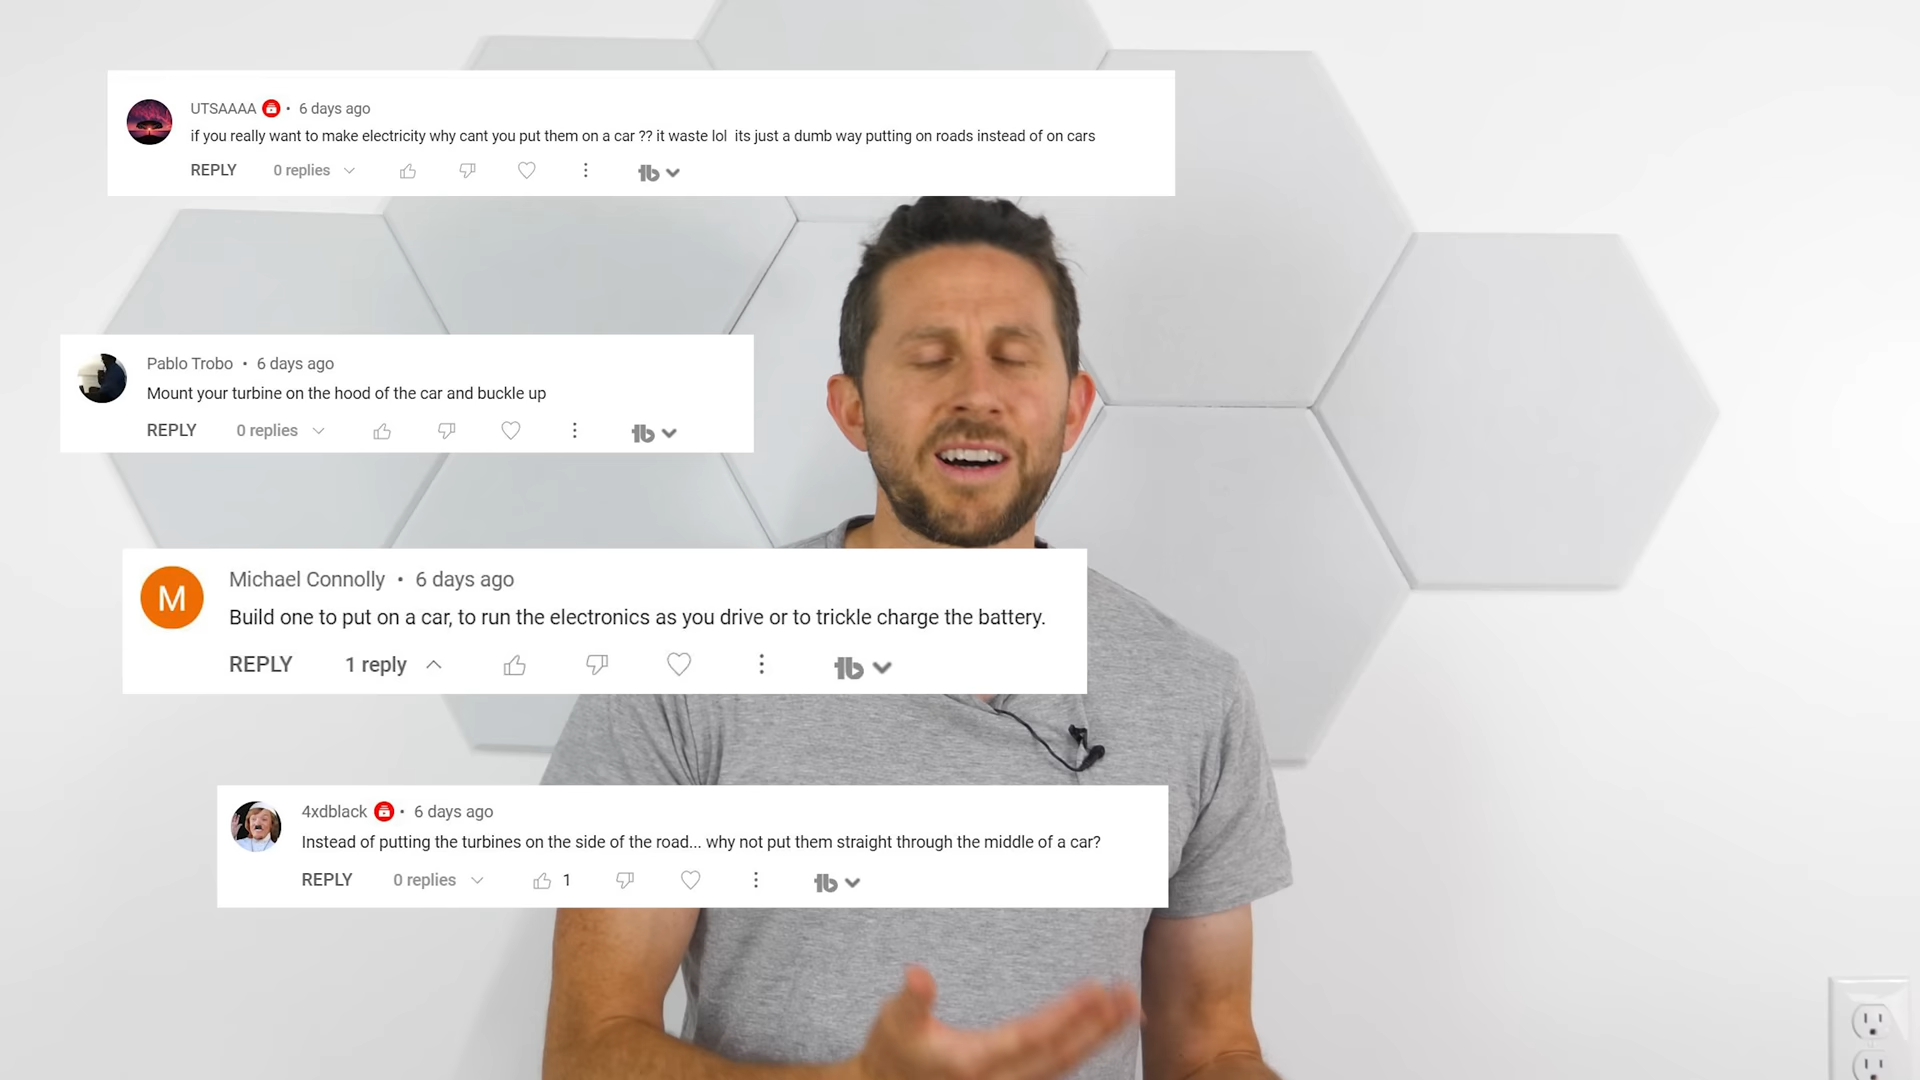 UTSAAAA • 6 days ago
if you really want to make electricity why cant you put them on a car ?? it waste lol its just a dumb way putting on roads instead of on cars
REPLY 0 replies
Pablo Trobo • 6 days ago
Mount your turbine on the hood of the car and buckle up
REPLY 0 replies
M
Michael Connolly • 6 days ago
Build one to put on a car, to run the electronics as you drive or to trickle charge the battery.
REPLY 1 reply
4xdblack • 6 days ago
Instead of putting the turbines on the side of the road... why not put them straight through the middle of a car?
REPLY 0 replies 1